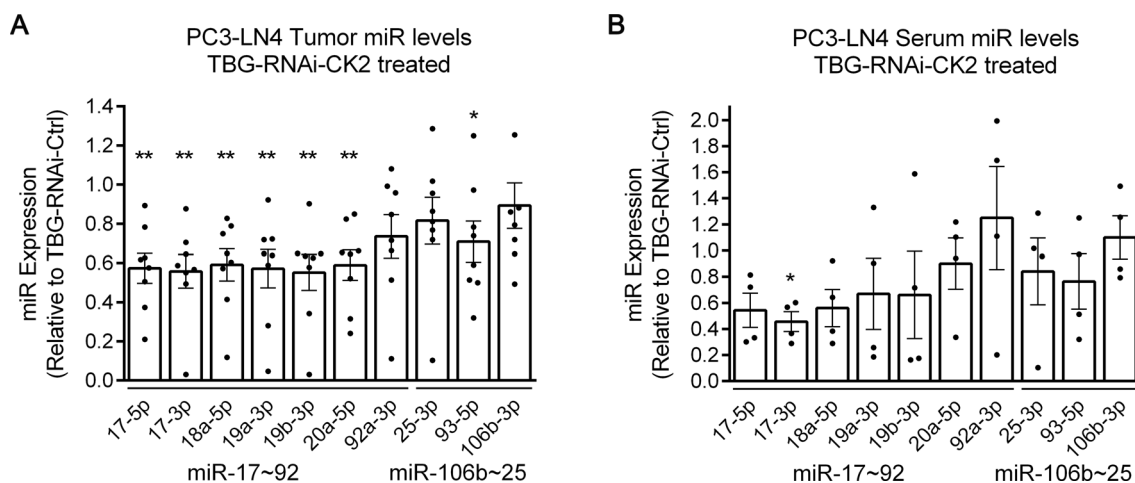 A
PC3-LN4 Tumor miR levels
TBG-RNAi-CK2 treated
miR Expression
(Relative to TBG-RNAi-Ctrl)
1.4
1.2
1.0
0.8
0.6
0.4
0.2
0.0
** ** ** ** ** ** *
17-5p 17-3p 18a-5p 19a-3p 19b-3p 20a-5p 92a-3p 25-3p 93-5p 106b-3p
miR-17~92 miR-106b~25
B
PC3-LN4 Serum miR levels
TBG-RNAi-CK2 treated
miR Expression
(Relative to TBG-RNAi-Ctrl)
2.0
1.8
1.6
1.4
1.2
1.0
0.8
0.6
0.4
0.2
0.0
*
17-5p 17-3p 18a-5p 19a-3p 19b-3p 20a-5p 92a-3p 25-3p 93-5p 106b-3p
miR-17~92 miR-106b~25